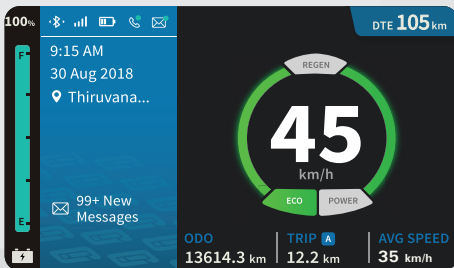 100%
DTE 105 km
F
9:15 AM
30 Aug 2018
Thiruvana...
REGEN
45
km/h
ECO
POWER
99+ New
Messages
E
ODO
13614.3 km
TRIP A
12.2 km
AVG SPEED
35 km/h